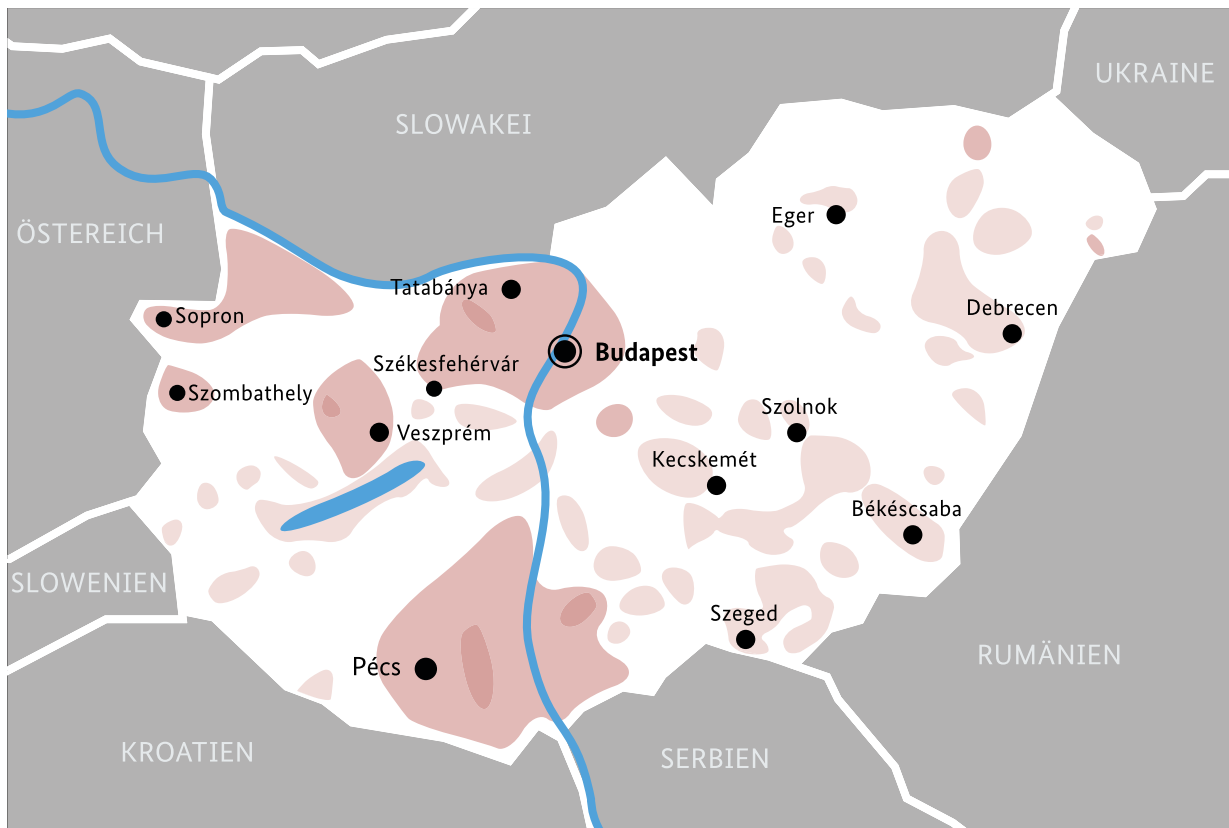 UKRAINE
SLOWAKEI
Eger
ÖSTEREICH
Tatabánya
Debrecen
Sopron
Budapest
Székesfehérvár
Szombathely
Szolnok
Veszprém
Kecskemét
Békéscsaba
SLOWENIEN
Szeged
Pécs
RUMÄNIEN
KROATIEN
SERBIEN